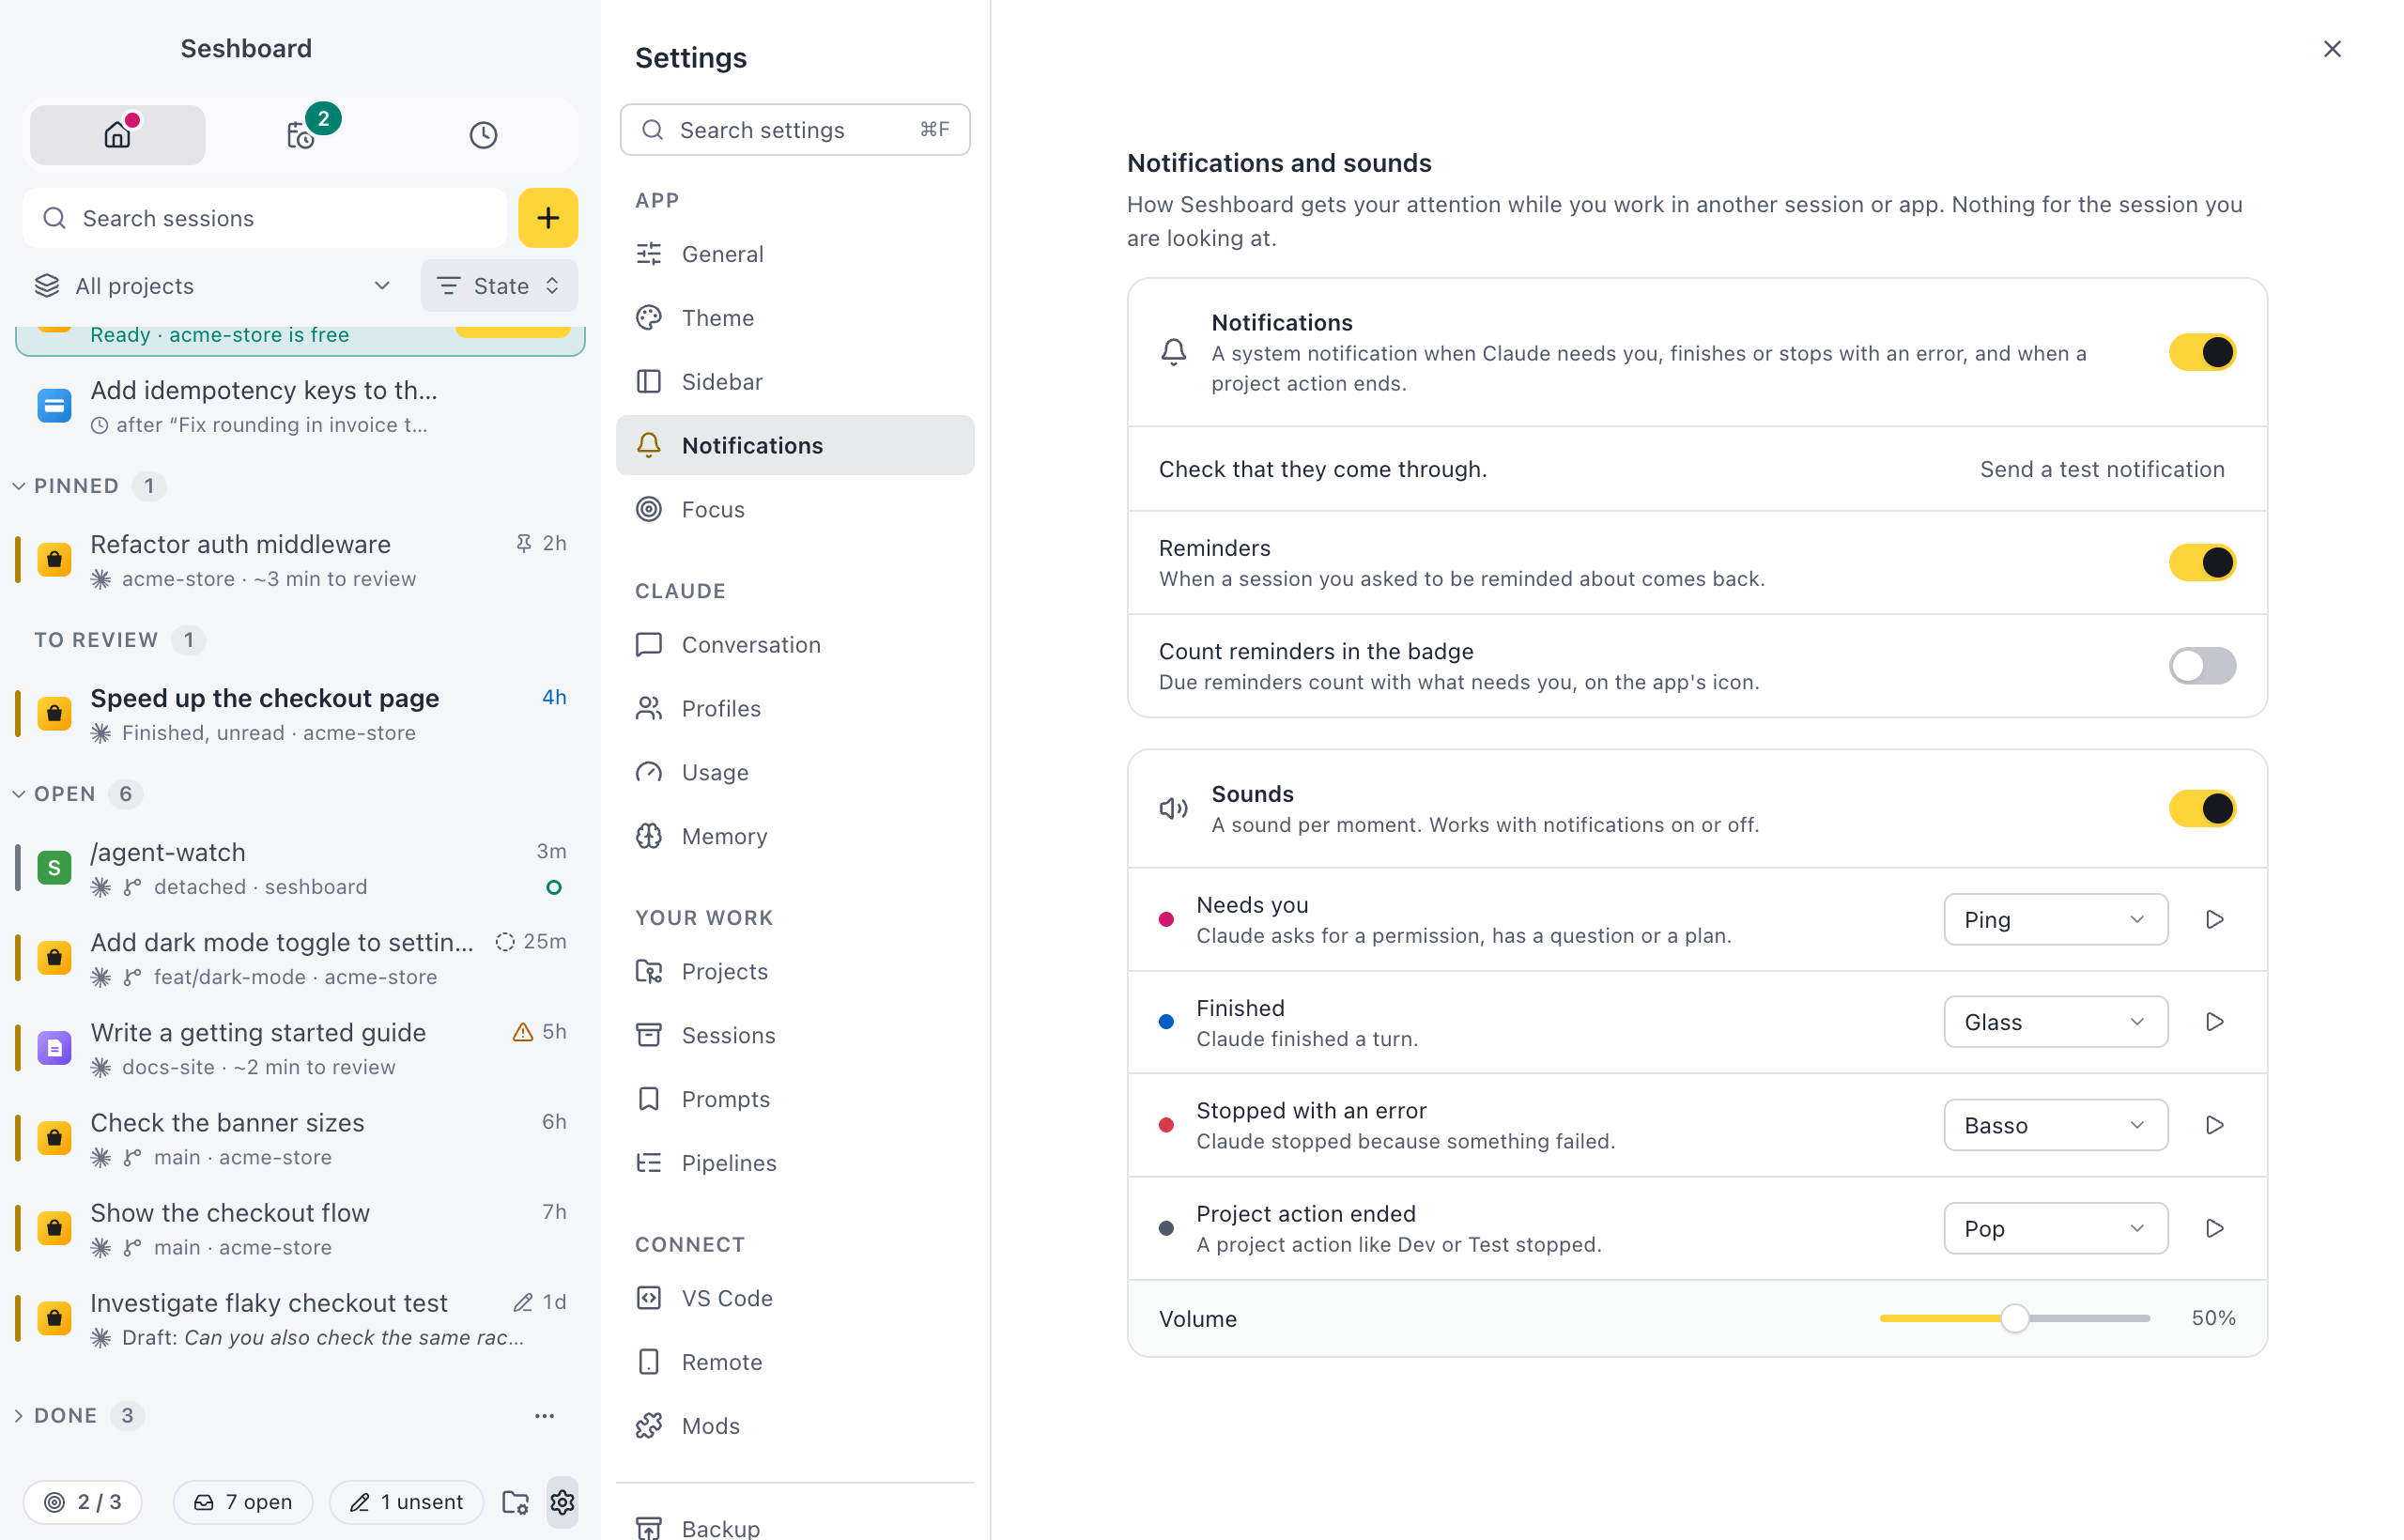 Seshboard
2
Search sessions
All projects
State
Ready · acme-store is free
Add idempotency keys to th...
after “Fix rounding in invoice t...
PINNED 1
Refactor auth middleware
2h
acme-store · ~3 min to review
TO REVIEW 1
Speed up the checkout page
4h
Finished, unread · acme-store
OPEN 6
S
/agent-watch
3m
detached · seshboard
Add dark mode toggle to settin...
25m
feat/dark-mode · acme-store
Write a getting started guide
5h
docs-site · ~2 min to review
Check the banner sizes
6h
main · acme-store
Show the checkout flow
7h
main · acme-store
Investigate flaky checkout test
1d
Draft: Can you also check the same rac...
DONE 3
2 / 3
7 open
1 unsent
Settings
Search settings
⌘F
APP
General
Theme
Sidebar
Notifications
Focus
CLAUDE
Conversation
Profiles
Usage
Memory
YOUR WORK
Projects
Sessions
Prompts
Pipelines
CONNECT
VS Code
Remote
Mods
Backup
Notifications and sounds
How Seshboard gets your attention while you work in another session or app. Nothing for the session you
are looking at.
Notifications
A system notification when Claude needs you, finishes or stops with an error, and when a
project action ends.
Check that they come through.
Send a test notification
Reminders
When a session you asked to be reminded about comes back.
Count reminders in the badge
Due reminders count with what needs you, on the app's icon.
Sounds
A sound per moment. Works with notifications on or off.
Needs you
Claude asks for a permission, has a question or a plan.
Ping
Finished
Claude finished a turn.
Glass
Stopped with an error
Claude stopped because something failed.
Basso
Project action ended
A project action like Dev or Test stopped.
Pop
Volume
50%